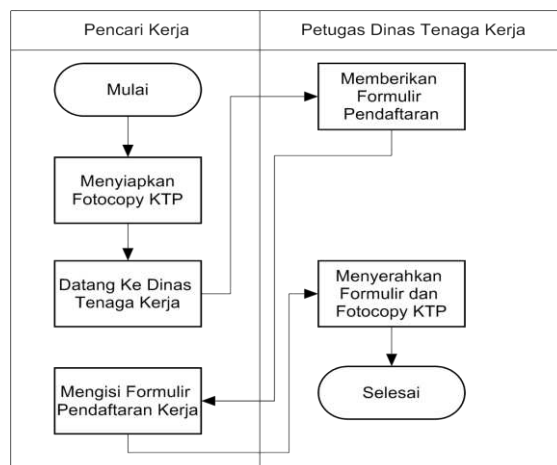 Pencari Kerja
Petugas Dinas Tenaga Kerja
Mulai
Menyiapkan
Fotocopy KTP
Datang Ke Dinas
Tenaga Kerja
Memberikan
Formulir
Pendaftaran
Mengisi Formulir
Pendaftaran Kerja
Menyerahkan
Formulir dan
Fotocopy KTP
Selesai